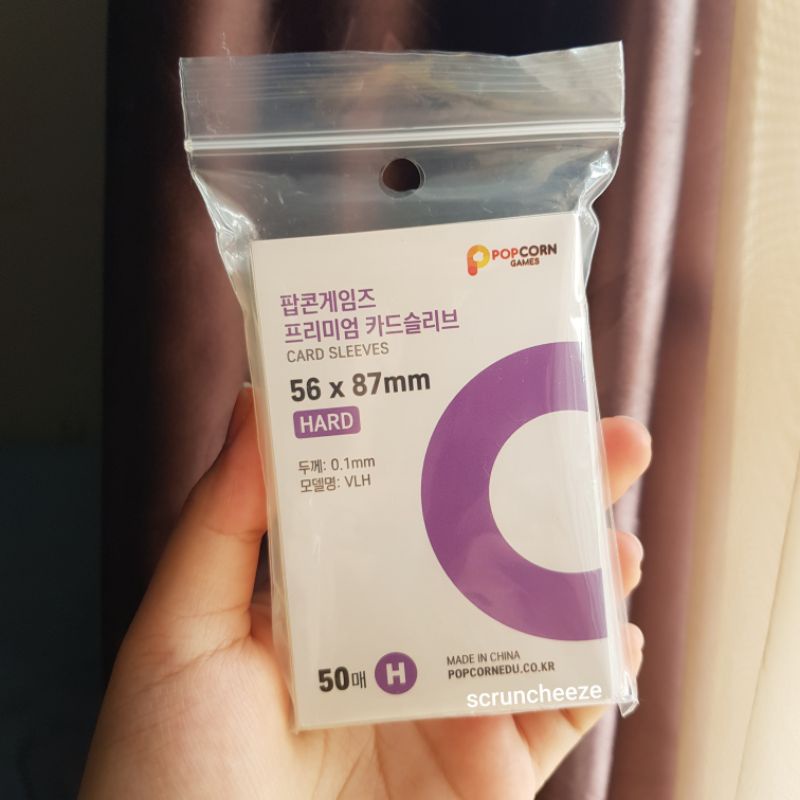 POPCORN
GAMES
팝콘게임즈
프리미엄 카드슬리브
CARD SLEEVES
56 x 87mm
HARD
두께: 0.1mm
모델명: VLH
50매 H
MADE IN CHINA
POPCORNEDU.CO.KR
scruncheeze